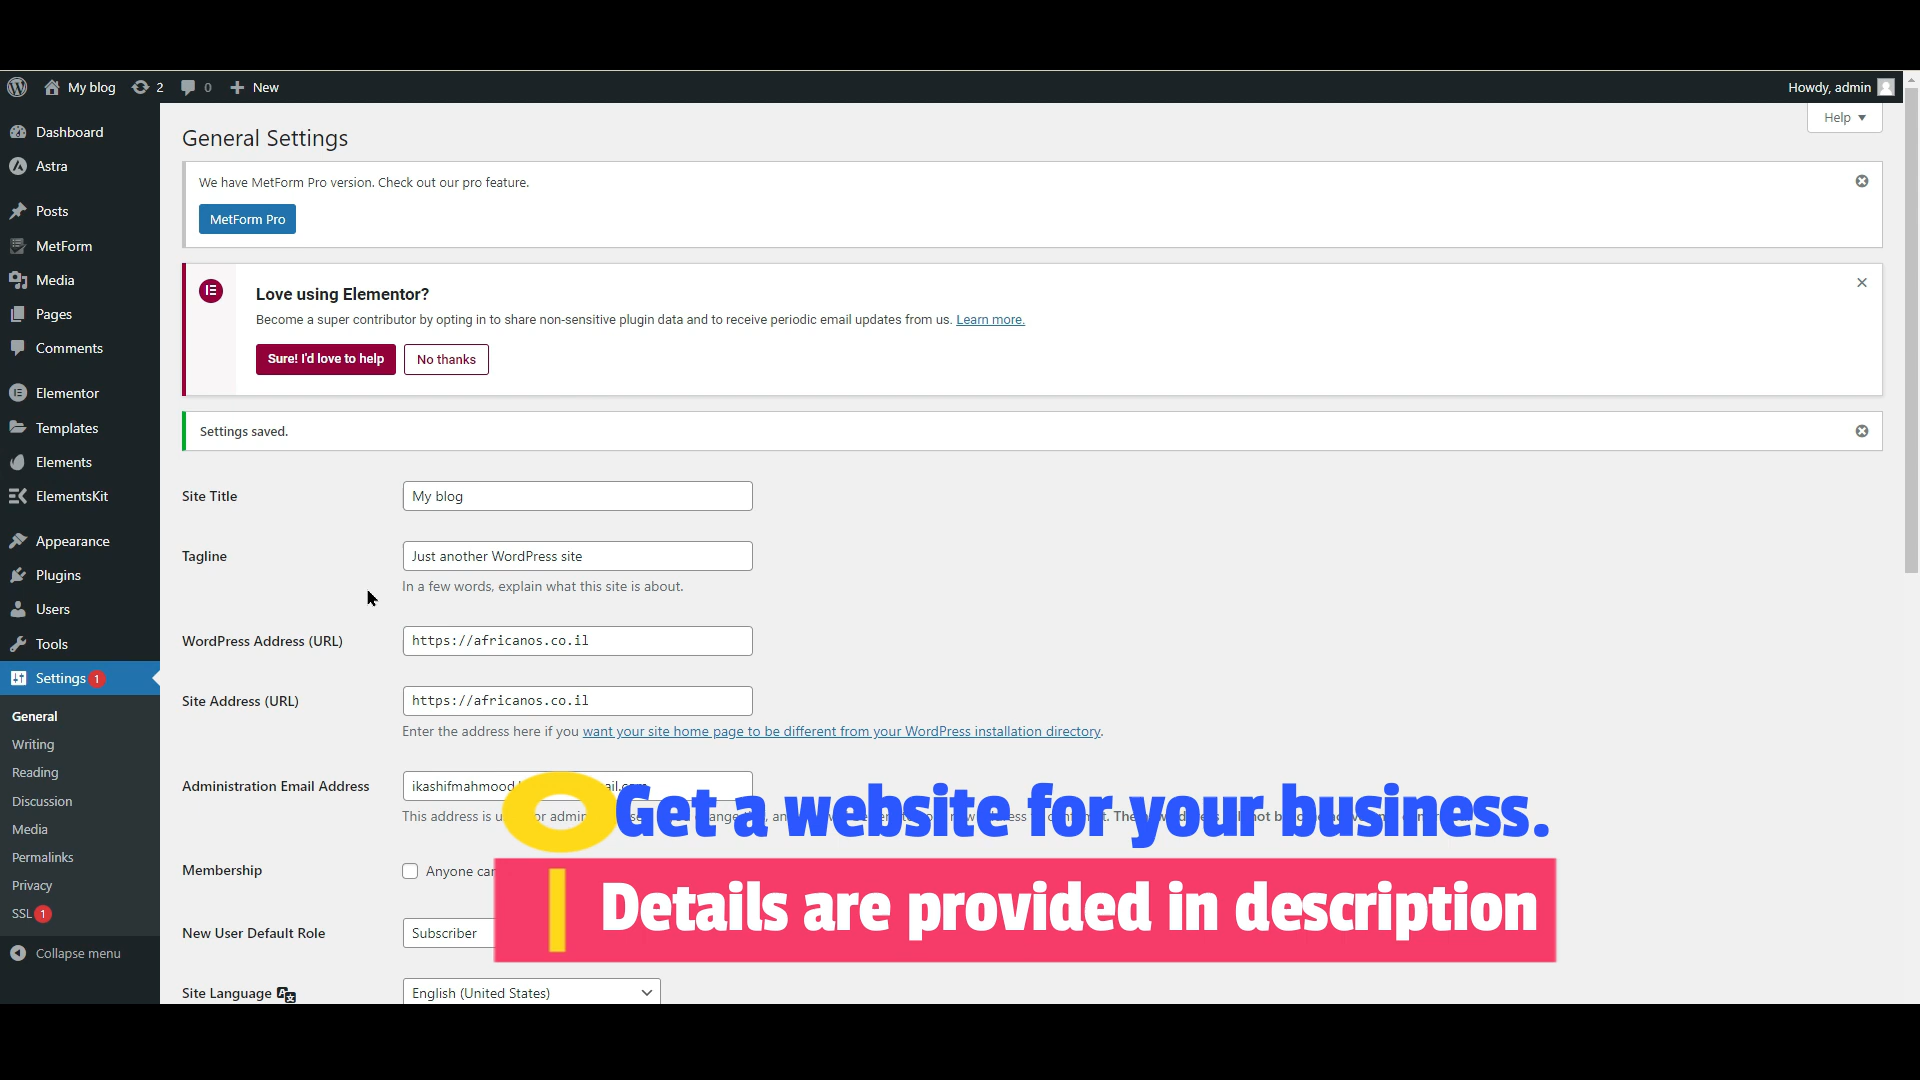 My blog 2 0 New Howdy, admin
Help
Dashboard
Astra
Posts
MetForm
Media
Pages
Comments
Elementor
Templates
Elements
ElementsKit
Appearance
Plugins
Users
Tools
Settings 1
General
Writing
Reading
Discussion
Media
Permalinks
Privacy
SSL 1
Collapse menu
General Settings
We have MetForm Pro version. Check out our pro feature.
MetForm Pro
Love using Elementor?
Become a super contributor by opting in to share non-sensitive plugin data and to receive periodic email updates from us. Learn more.
Sure! I'd love to help No thanks
Settings saved.
Site Title My blog
Tagline Just another WordPress site
In a few words, explain what this site is about.
WordPress Address (URL) https://africanos.co.il
Site Address (URL) https://africanos.co.il
Enter the address here if you want your site home page to be different from your WordPress installation directory.
Administration Email Address ikashifmahmood
This address is
Get a website for your business.
Membership Anyone
Details are provided in description
New User Default Role Subscriber
Site Language English (United States)